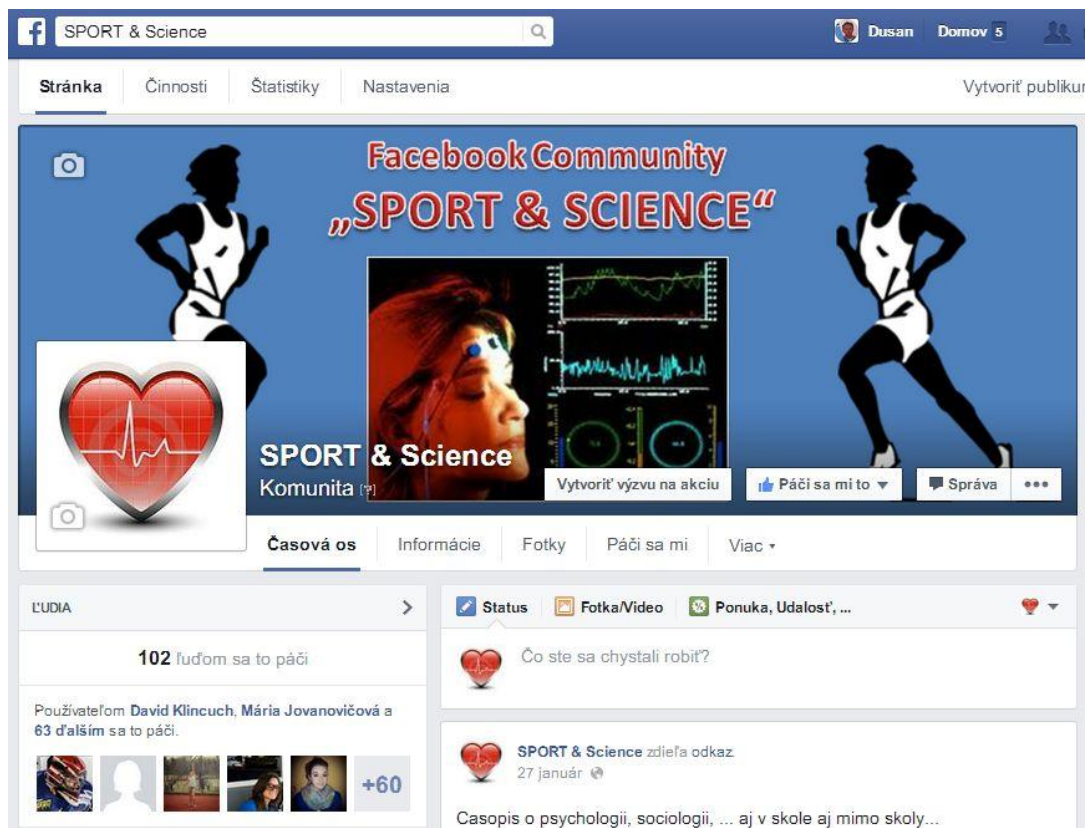 SPORT & Science
Dusan Domov 5
Stránka Činnosti Štatistiky Nastavenia Vytvoriť publikum
Facebook Community
„SPORT & SCIENCE“
SPORT & Science
Komunita [?]
Vytvoriť výzvu na akciu Páči sa mi to Správa
Časová os Informácie Fotky Páči sa mi Viac
ĽUDIA
102 ľuďom sa to páči
Používateľom David Klincuch, Mária Jovanovičová a
63 ďalším sa to páči.
+60
Status Fotka/Video Ponuka, Udalosť, ...
Čo ste sa chystali robiť?
SPORT & Science zdieľa odkaz.
27 január
Casopis o psychologii, sociologii, ... aj v skole aj mimo skoly...